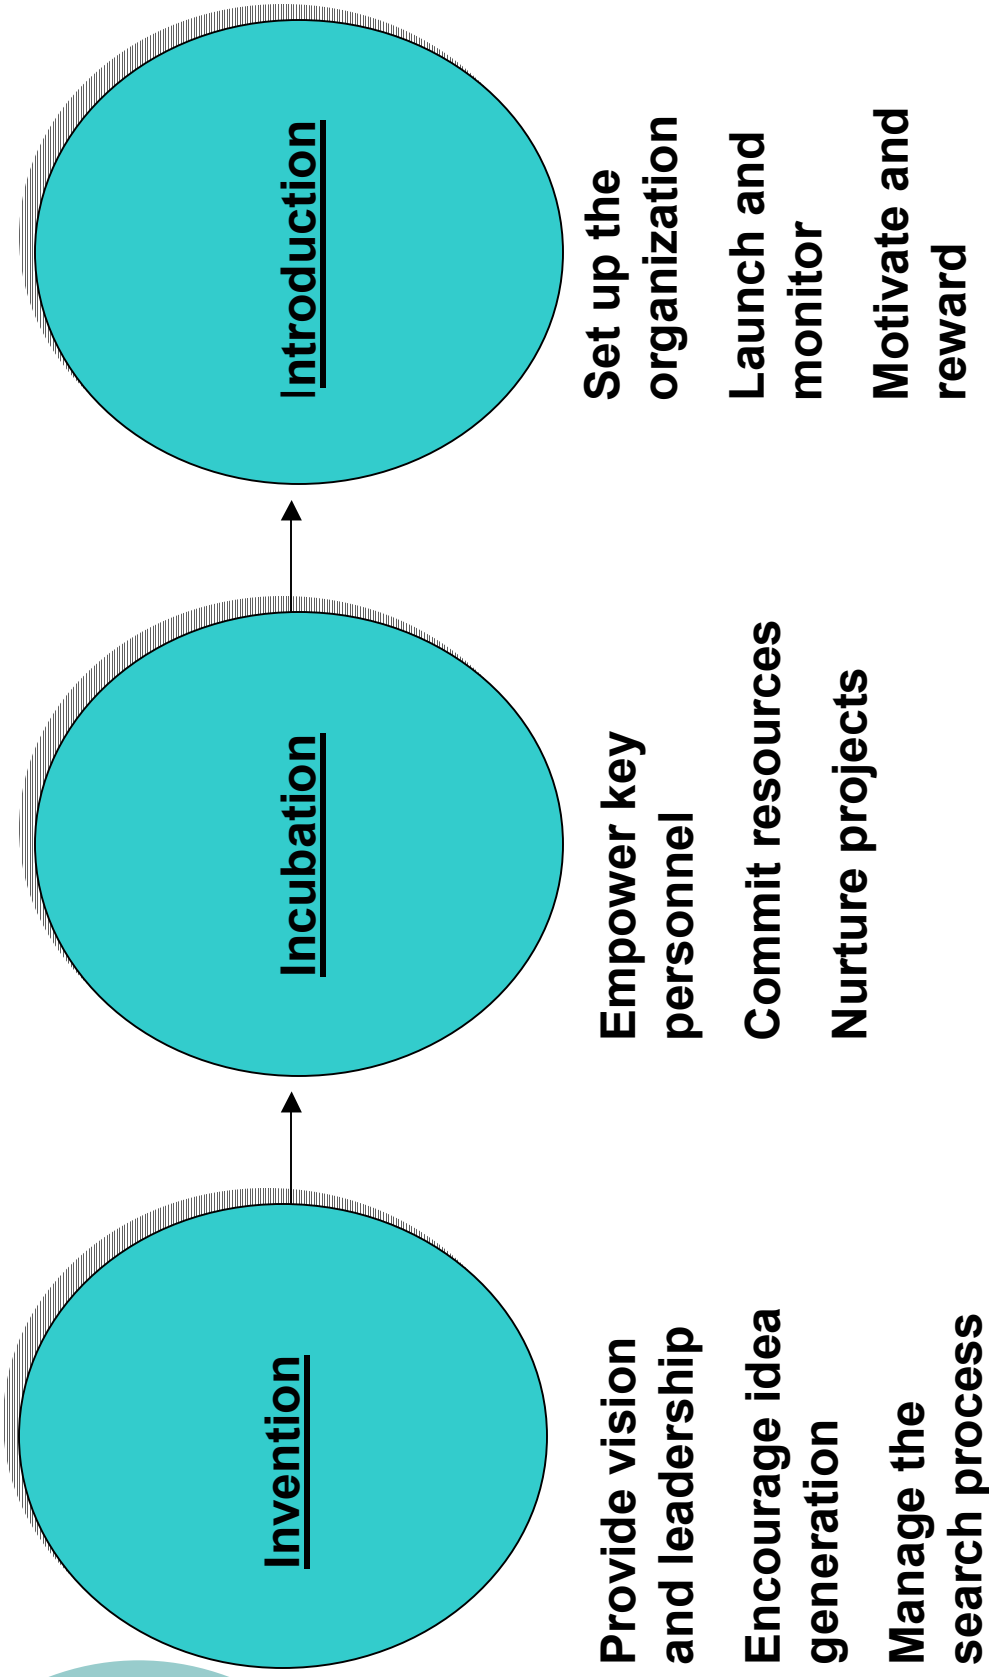 Invention
Provide vision
and leadership
Encourage idea
generation
Manage the
search process
Incubation
Empower key
personnel
Commit resources
Nurture projects
Introduction
Set up the
organization
Launch and
monitor
Motivate and
reward